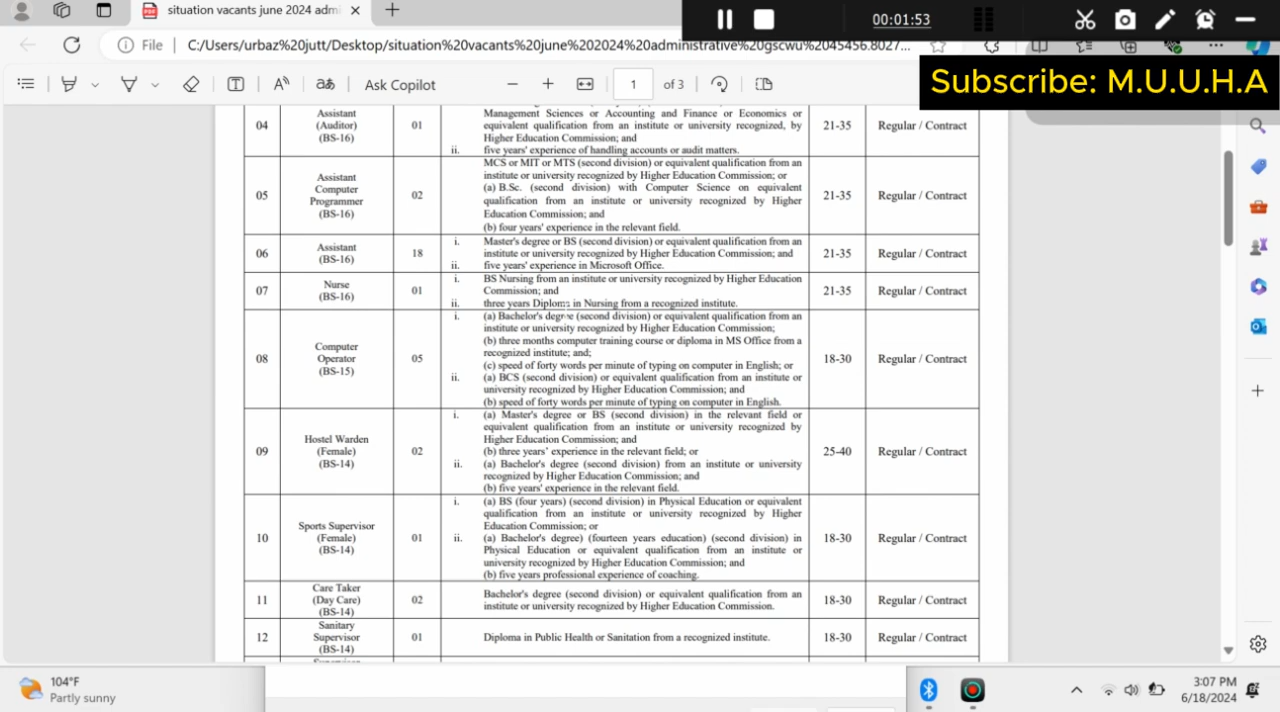 situation vacants june 2024 admi
00:01:53
File
C:/Users/urbaz%20jutt/Desktop/situation%20vacants%20june%202024%20administrative%20gscwu%2045456.8027...
Ask Copilot
1
of 3
Subscribe: M.U.U.H.A
04
Assistant
(Auditor)
(BS-16)
01
Management Sciences or Accounting and Finance or Economics or
equivalent qualification from an institute or university recognized, by
Higher Education Commission; and
ii. five years' experience of handling accounts or audit matters.
21-35
Regular / Contract
05
Assistant
Computer
Programmer
(BS-16)
02
MCS or MIT or MTS (second division) or equivalent qualification from an
institute or university recognized by Higher Education Commission; or
(a) B.Sc. (second division) with Computer Science on equivalent
qualification from an institute or university recognized by Higher
Education Commission; and
(b) four years' experience in the relevant field.
21-35
Regular / Contract
06
Assistant
(BS-16)
18
i. Master's degree or BS (second division) or equivalent qualification from an
institute or university recognized by Higher Education Commission; and
ii. five years' experience in Microsoft Office.
21-35
Regular / Contract
07
Nurse
(BS-16)
01
i. BS Nursing from an institute or university recognized by Higher Education
Commission; and
ii. three years Diploma in Nursing from a recognized institute.
21-35
Regular / Contract
08
Computer
Operator
(BS-15)
05
i. (a) Bachelor's degree (second division) or equivalent qualification from an
institute or university recognized by Higher Education Commission;
(b) three months computer training course or diploma in MS Office from a
recognized institute; and;
(c) speed of forty words per minute of typing on computer in English; or
ii. (a) BCS (second division) or equivalent qualification from an institute or
university recognized by Higher Education Commission; and
(b) speed of forty words per minute of typing on computer in English.
18-30
Regular / Contract
09
Hostel Warden
(Female)
(BS-14)
02
i. (a) Master's degree or BS (second division) in the relevant field or
equivalent qualification from an institute or university recognized by
Higher Education Commission; and
(b) three years' experience in the relevant field; or
ii. (a) Bachelor's degree (second division) from an institute or university
recognized by Higher Education Commission; and
(b) five years' experience in the relevant field.
25-40
Regular / Contract
10
Sports Supervisor
(Female)
(BS-14)
01
i. (a) BS (four years) (second division) in Physical Education or equivalent
qualification from an institute or university recognized by Higher
Education Commission; or
ii. (a) Bachelor's degree) (fourteen years education) (second division) in
Physical Education or equivalent qualification from an institute or
university recognized by Higher Education Commission; and
(b) five years professional experience of coaching.
18-30
Regular / Contract
11
Care Taker
(Day Care)
(BS-14)
02
Bachelor's degree (second division) or equivalent qualification from an
institute or university recognized by Higher Education Commission.
18-30
Regular / Contract
12
Sanitary
Supervisor
(BS-14)
01
Diploma in Public Health or Sanitation from a recognized institute.
18-30
Regular / Contract
104°F
Partly sunny
3:07 PM
6/18/2024